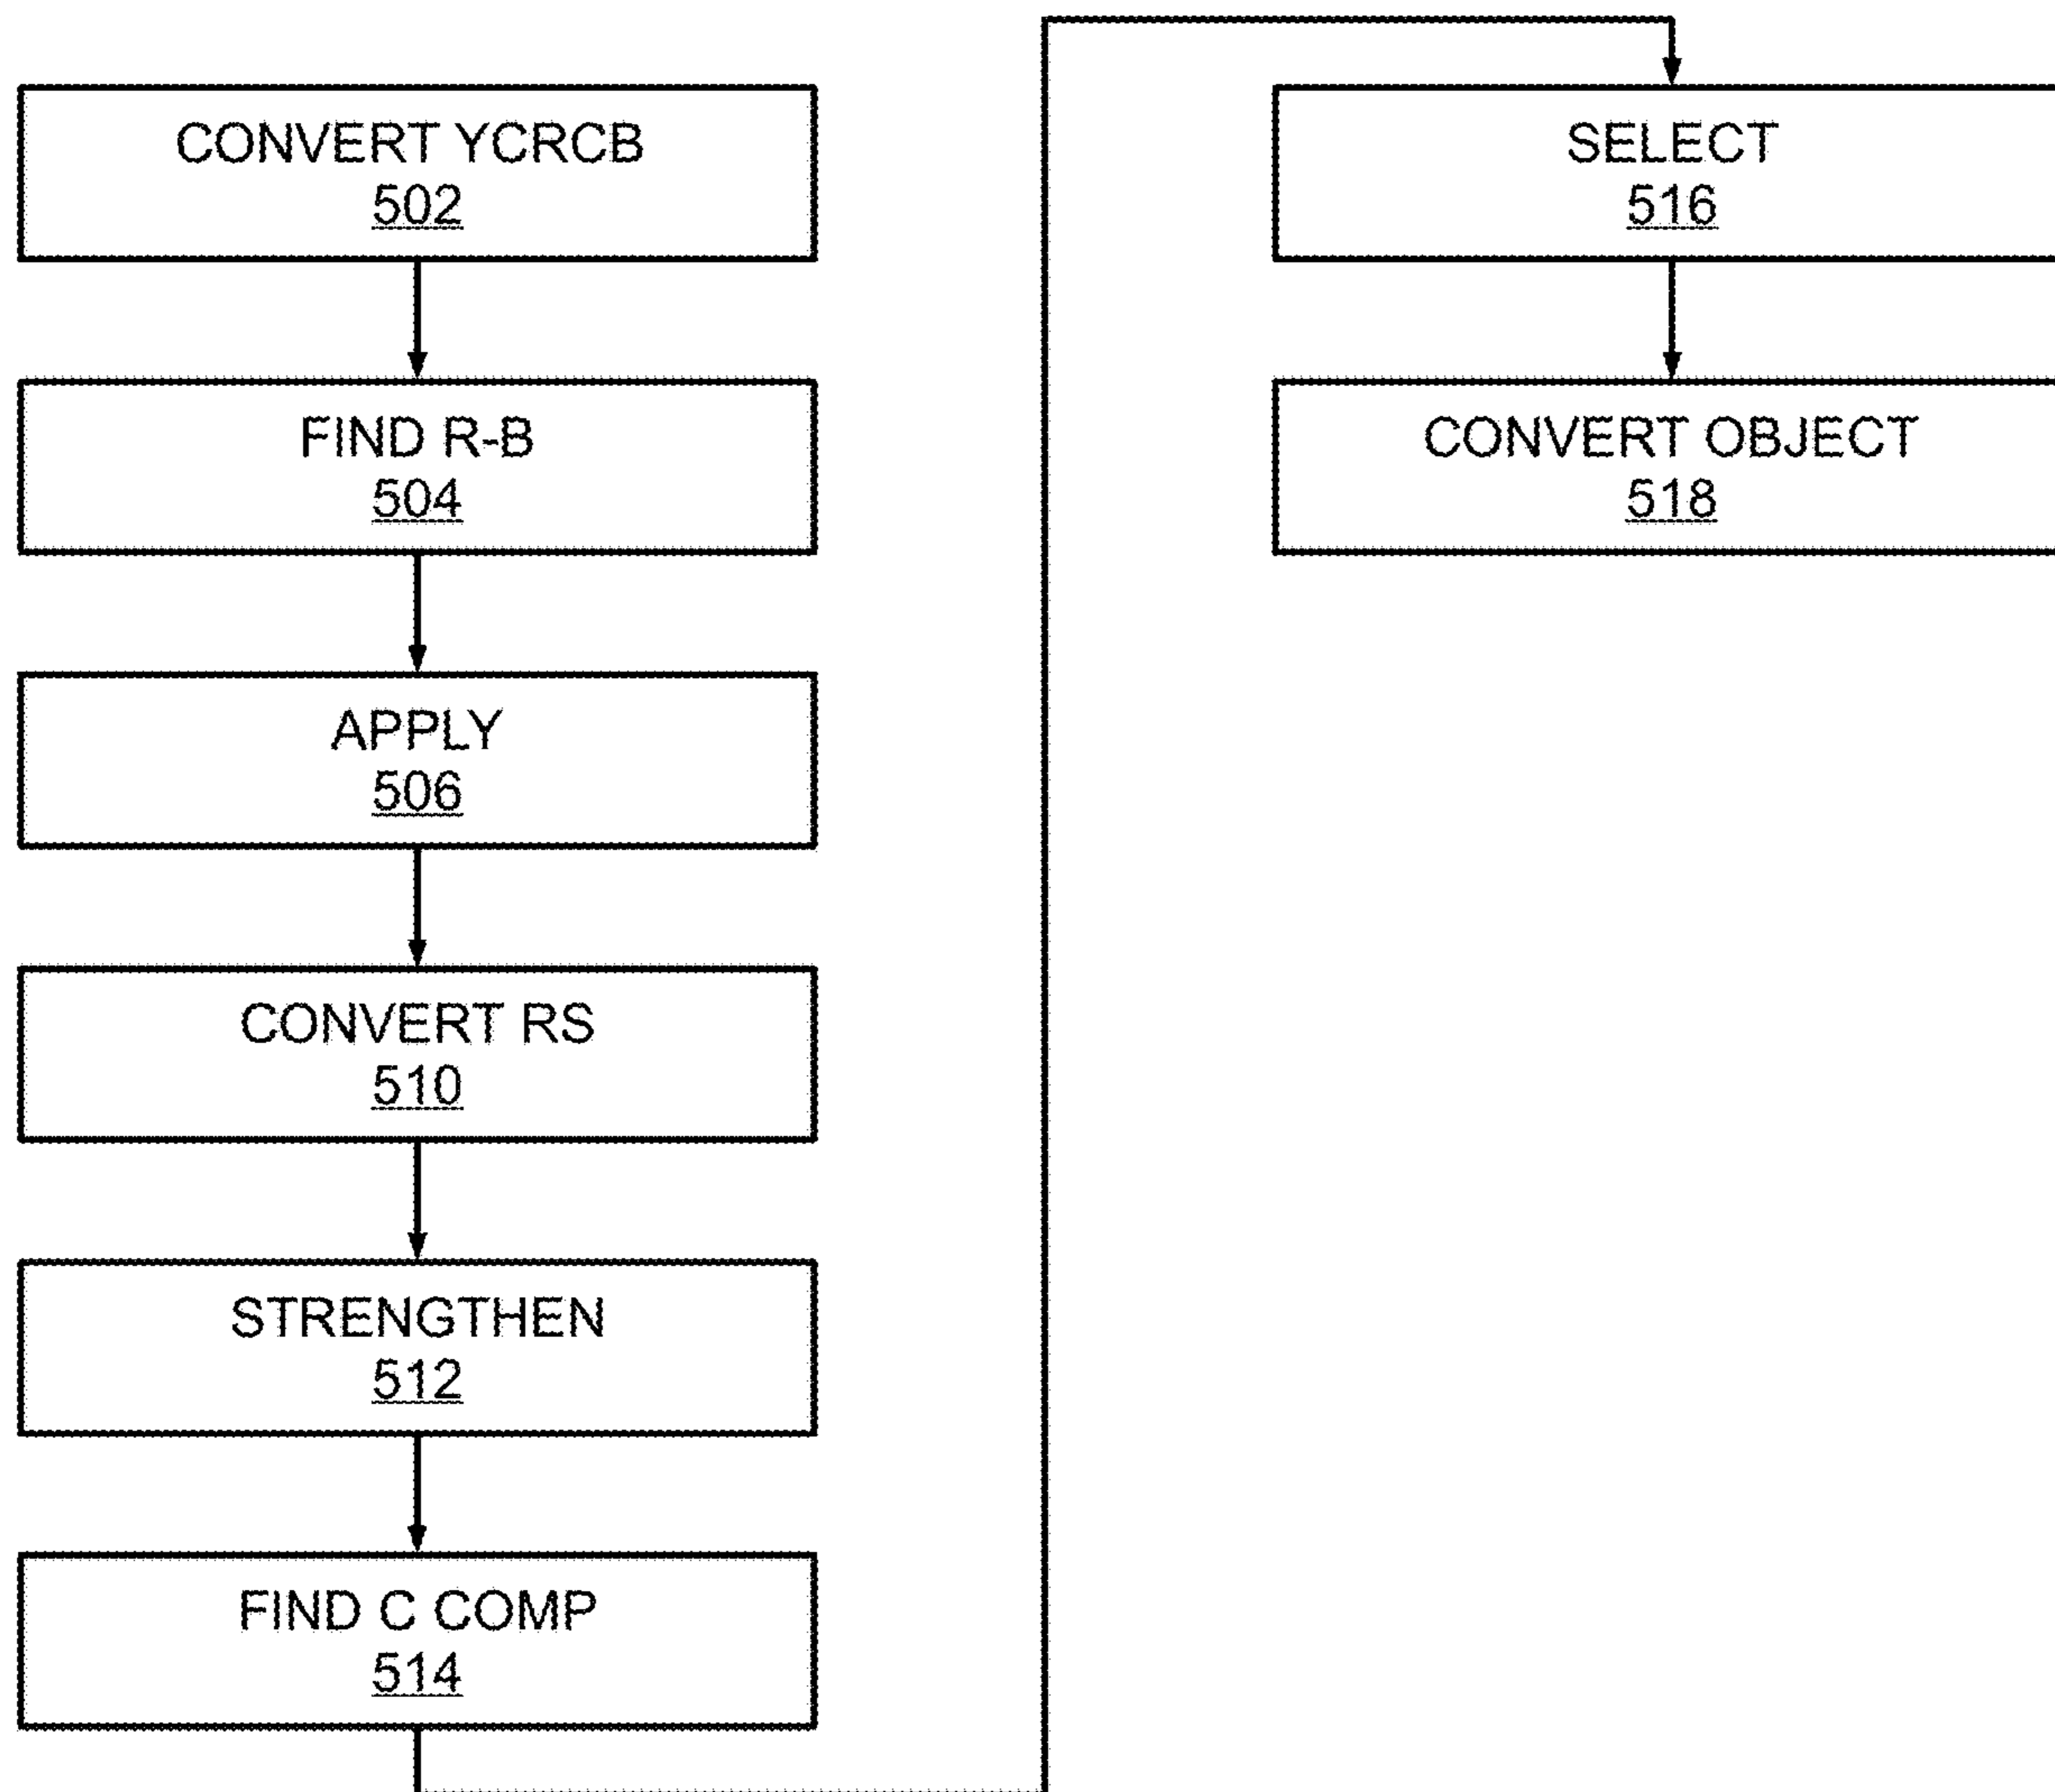 CONVERT YCRCB
502
FIND R-B
504
APPLY
506
CONVERT RS
510
STRENGTHEN
512
FIND C COMP
514
SELECT
516
CONVERT OBJECT
518